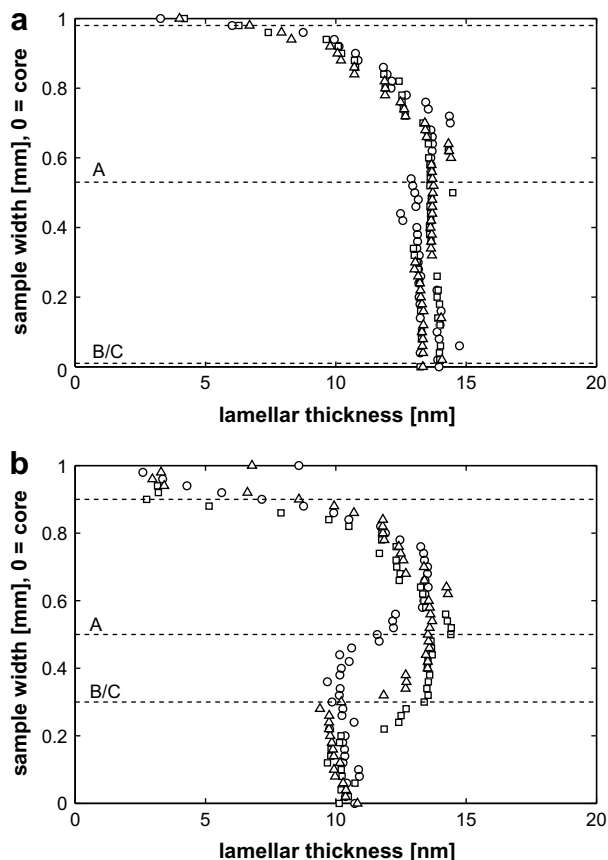 a
sample width [mm], 0 = core
1
0.8
0.6
0.4
0.2
0
A
B/C
0 5 10 15 20
lamellar thickness [nm]
b
sample width [mm], 0 = core
1
0.8
0.6
0.4
0.2
0
A
B/C
0 5 10 15 20
lamellar thickness [nm]